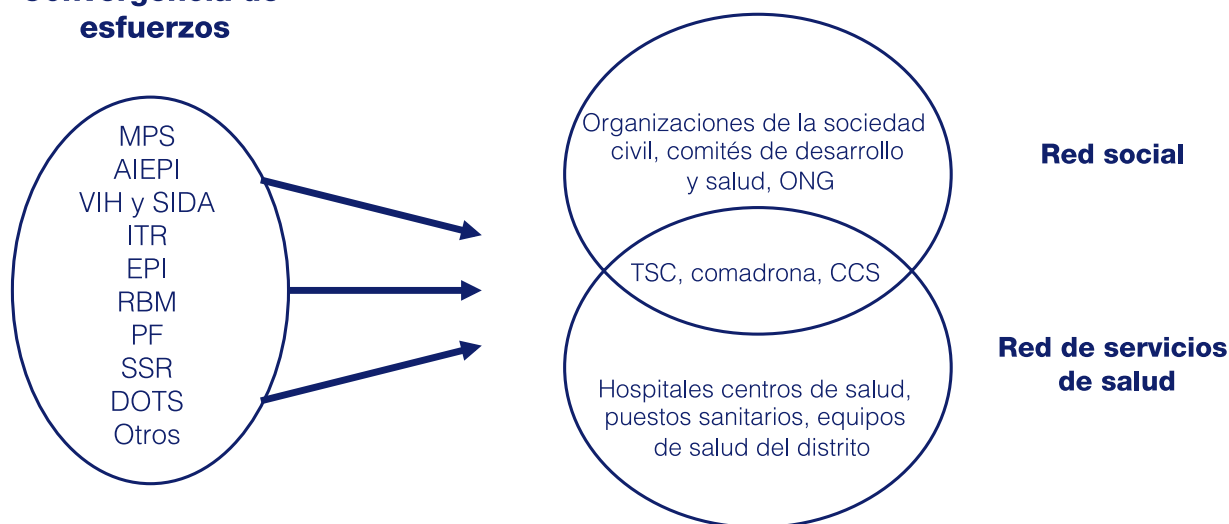 Convergencia de
esfuerzos
MPS
AIEPI
VIH y SIDA
ITR
EPI
RBM
PF
SSR
DOTS
Otros
Organizaciones de la sociedad
civil, comités de desarrollo
y salud, ONG
Red social
TSC, comadrona, CCS
Red de servicios
de salud
Hospitales centros de salud,
puestos sanitarios, equipos
de salud del distrito